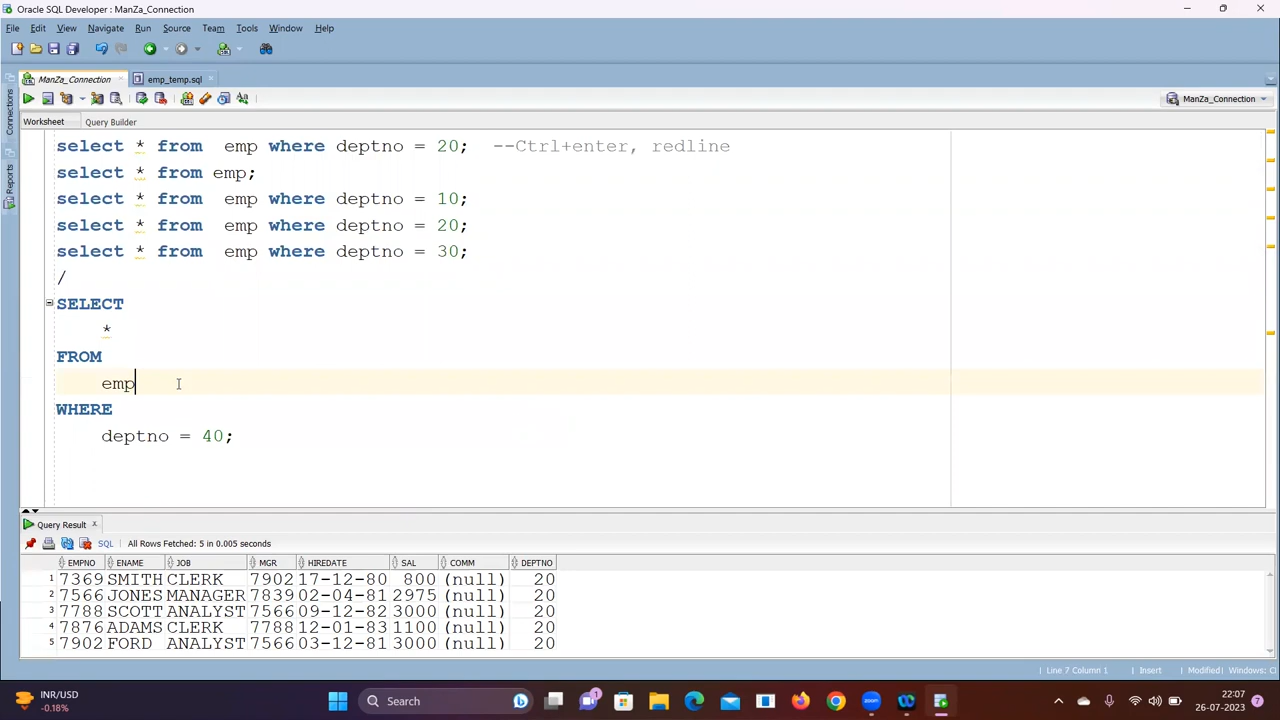 Oracle SQL Developer : ManZa_Connection
File Edit View Navigate Run Source Team Tools Window Help
ManZa_Connection emp_temp.sql
ManZa_Connection
Connections
Reports
Worksheet Query Builder
select * from  emp where deptno = 20;  --Ctrl+enter, redline
select * from emp;
select * from  emp where deptno = 10;
select * from  emp where deptno = 20;
select * from  emp where deptno = 30;
/
SELECT
*
FROM
emp
WHERE
deptno = 40;
Query Result
SQL All Rows Fetched: 5 in 0.005 seconds
EMPNO ENAME JOB MGR HIREDATE SAL COMM DEPTNO
1 7369 SMITH CLERK 7902 17-12-80 800 (null) 20
2 7566 JONES MANAGER 7839 02-04-81 2975 (null) 20
3 7788 SCOTT ANALYST 7566 09-12-82 3000 (null) 20
4 7876 ADAMS CLERK 7788 12-01-83 1100 (null) 20
5 7902 FORD ANALYST 7566 03-12-81 3000 (null) 20
Line 7 Column 1 Insert Modified Windows: C
INR/USD
-0.18%
Search
22:07
26-07-2023